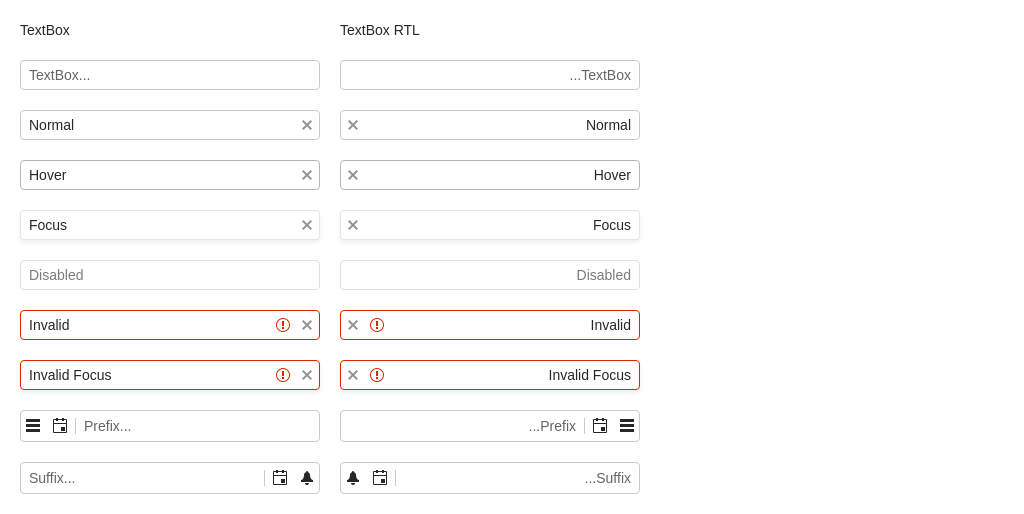 TextBox
TextBox RTL
TextBox...
...TextBox
Normal
Normal
Hover
Hover
Focus
Focus
Disabled
Disabled
Invalid
Invalid
Invalid Focus
Invalid Focus
Prefix...
...Prefix
Suffix...
...Suffix